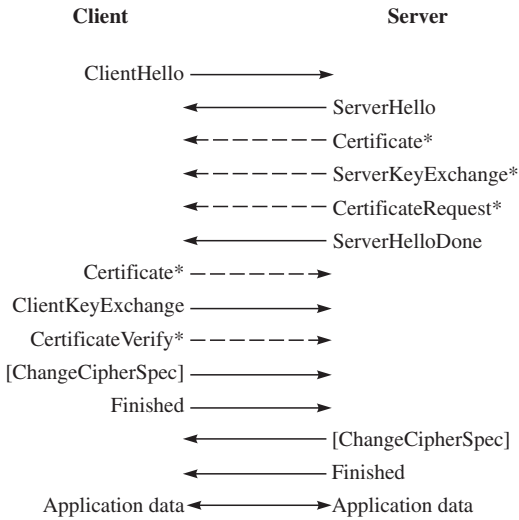 Client Server
ClientHello
ServerHello
Certificate*
ServerKeyExchange*
CertificateRequest*
ServerHelloDone
Certificate*
ClientKeyExchange
CertificateVerify*
[ChangeCipherSpec]
Finished
[ChangeCipherSpec]
Finished
Application data Application data